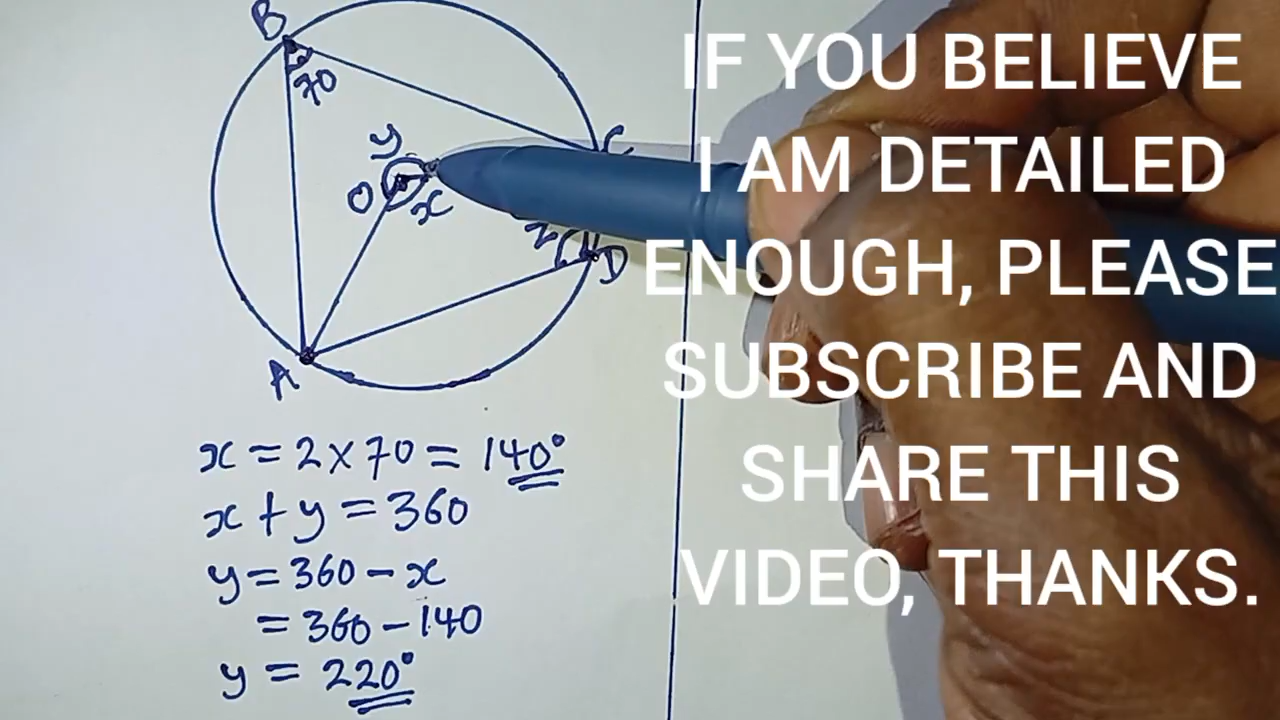 B
70
y
C
O
x
z
D
A
x = 2 x 70 = 140°
x + y = 360
y = 360 - x
= 360 - 140
y = 220°
IF YOU BELIEVE
I AM DETAILED
ENOUGH, PLEASE
SUBSCRIBE AND
SHARE THIS
VIDEO, THANKS.